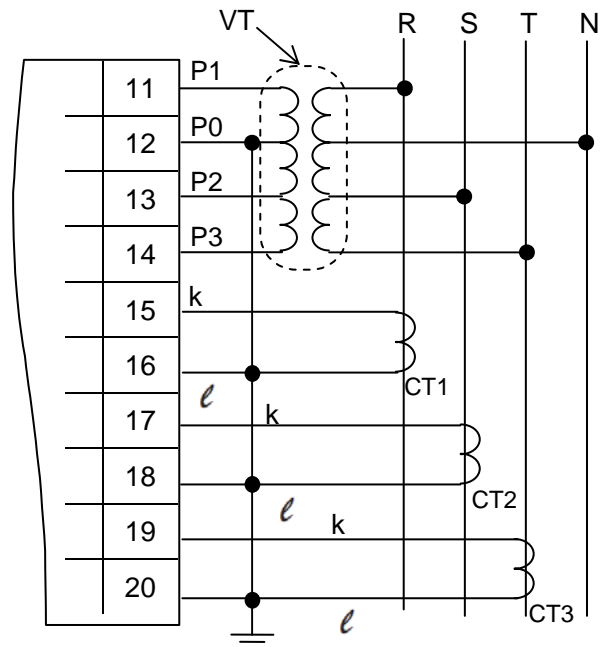 VT R S T N
11 P1
12 P0
13 P2
14 P3
15 k
16 ℓ
CT1
17 k
18 ℓ
CT2
19 k
20 ℓ
CT3